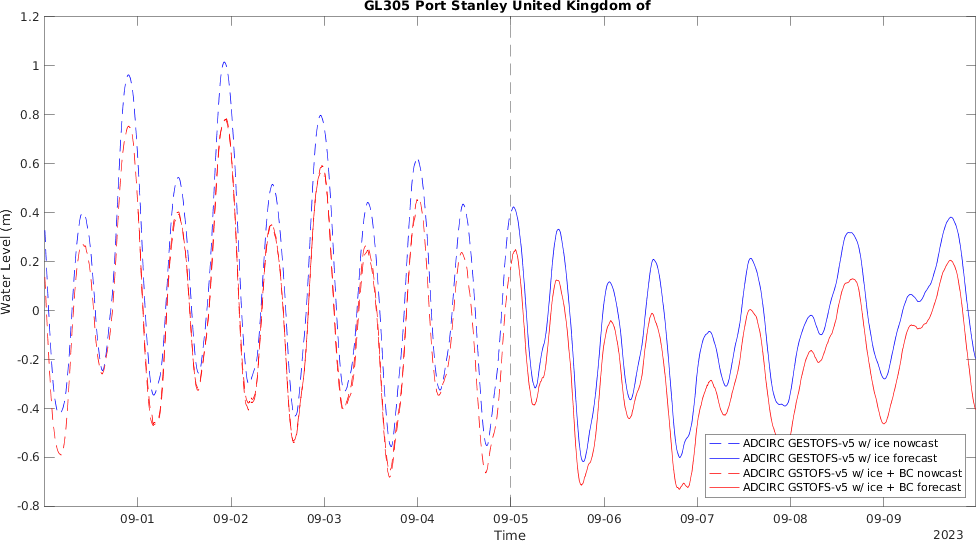 GL305 Port Stanley United Kingdom of
1.2
1
0.8
0.6
0.4
0.2
0
-0.2
-0.4
-0.6
-0.8
Water Level (m)
ADCIRC GESTOFS-v5 w/ ice nowcast
ADCIRC GESTOFS-v5 w/ ice forecast
ADCIRC GSTOFS-v5 w/ ice + BC nowcast
ADCIRC GSTOFS-v5 w/ ice + BC forecast
09-01 09-02 09-03 09-04 09-05 09-06 09-07 09-08 09-09
Time
2023